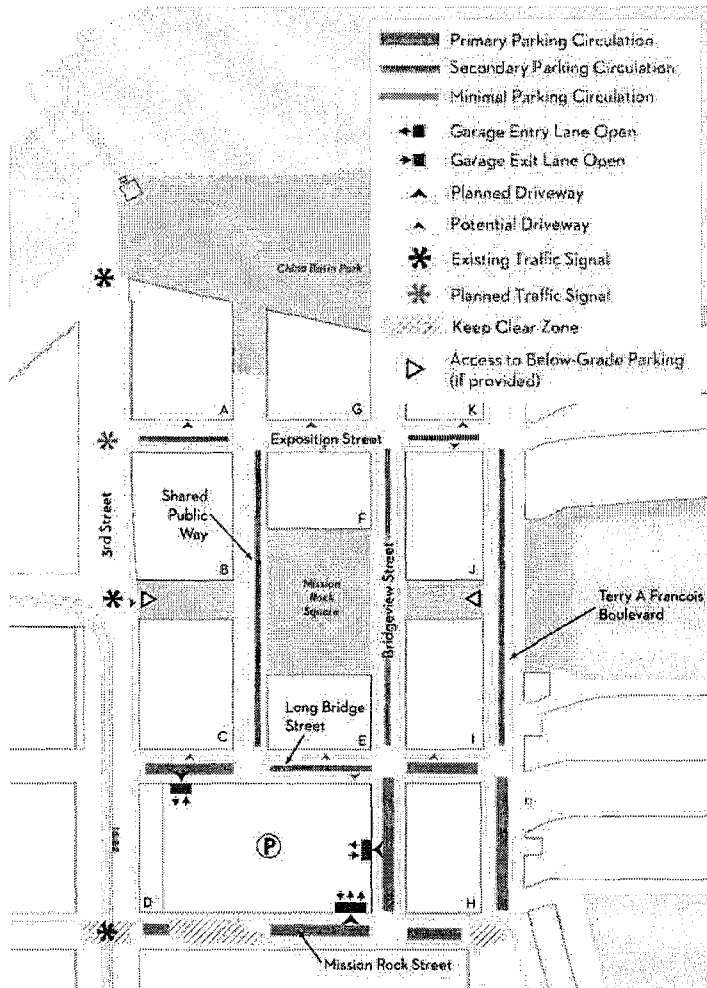 Primary Parking Circulation
Secondary Parking Circulation
Minimal Parking Circulation
Garage Entry Lane Open
Garage Exit Lane Open
Planned Driveway
Potential Driveway
Existing Traffic Signal
Planned Traffic Signal
Keep Clear Zone
Access to Below-Grade Parking
(if provided)
China Basin Park
A
G
K
Exposition Street
3rd Street
Shared
Public
Way
F
B
J
Mission
Rock
Square
Bridgeview Street
Terry A Francois
Boulevard
Long Bridge
Street
C
E
I
P
D
H
Mission Rock Street